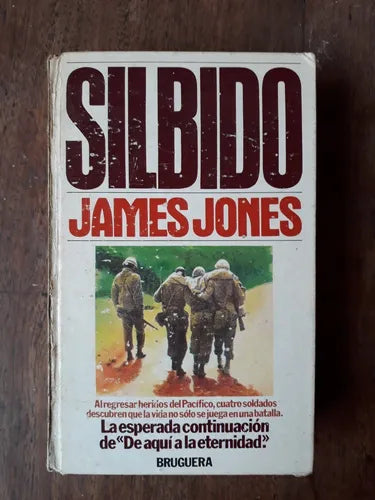 SILBIDO
JAMES JONES
Al regresar heridos del Pacífico, cuatro soldados
descubren que la vida no sólo se juega en una batalla.
La esperada continuación
de «De aquí a la eternidad»
BRUGUERA